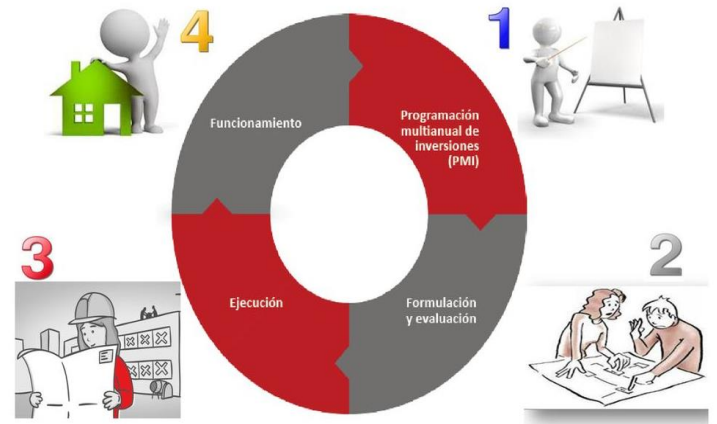 1
Programación
multianual de
inversiones
(PMI)
2
Formulación
y evaluación
3
Ejecución
4
Funcionamiento